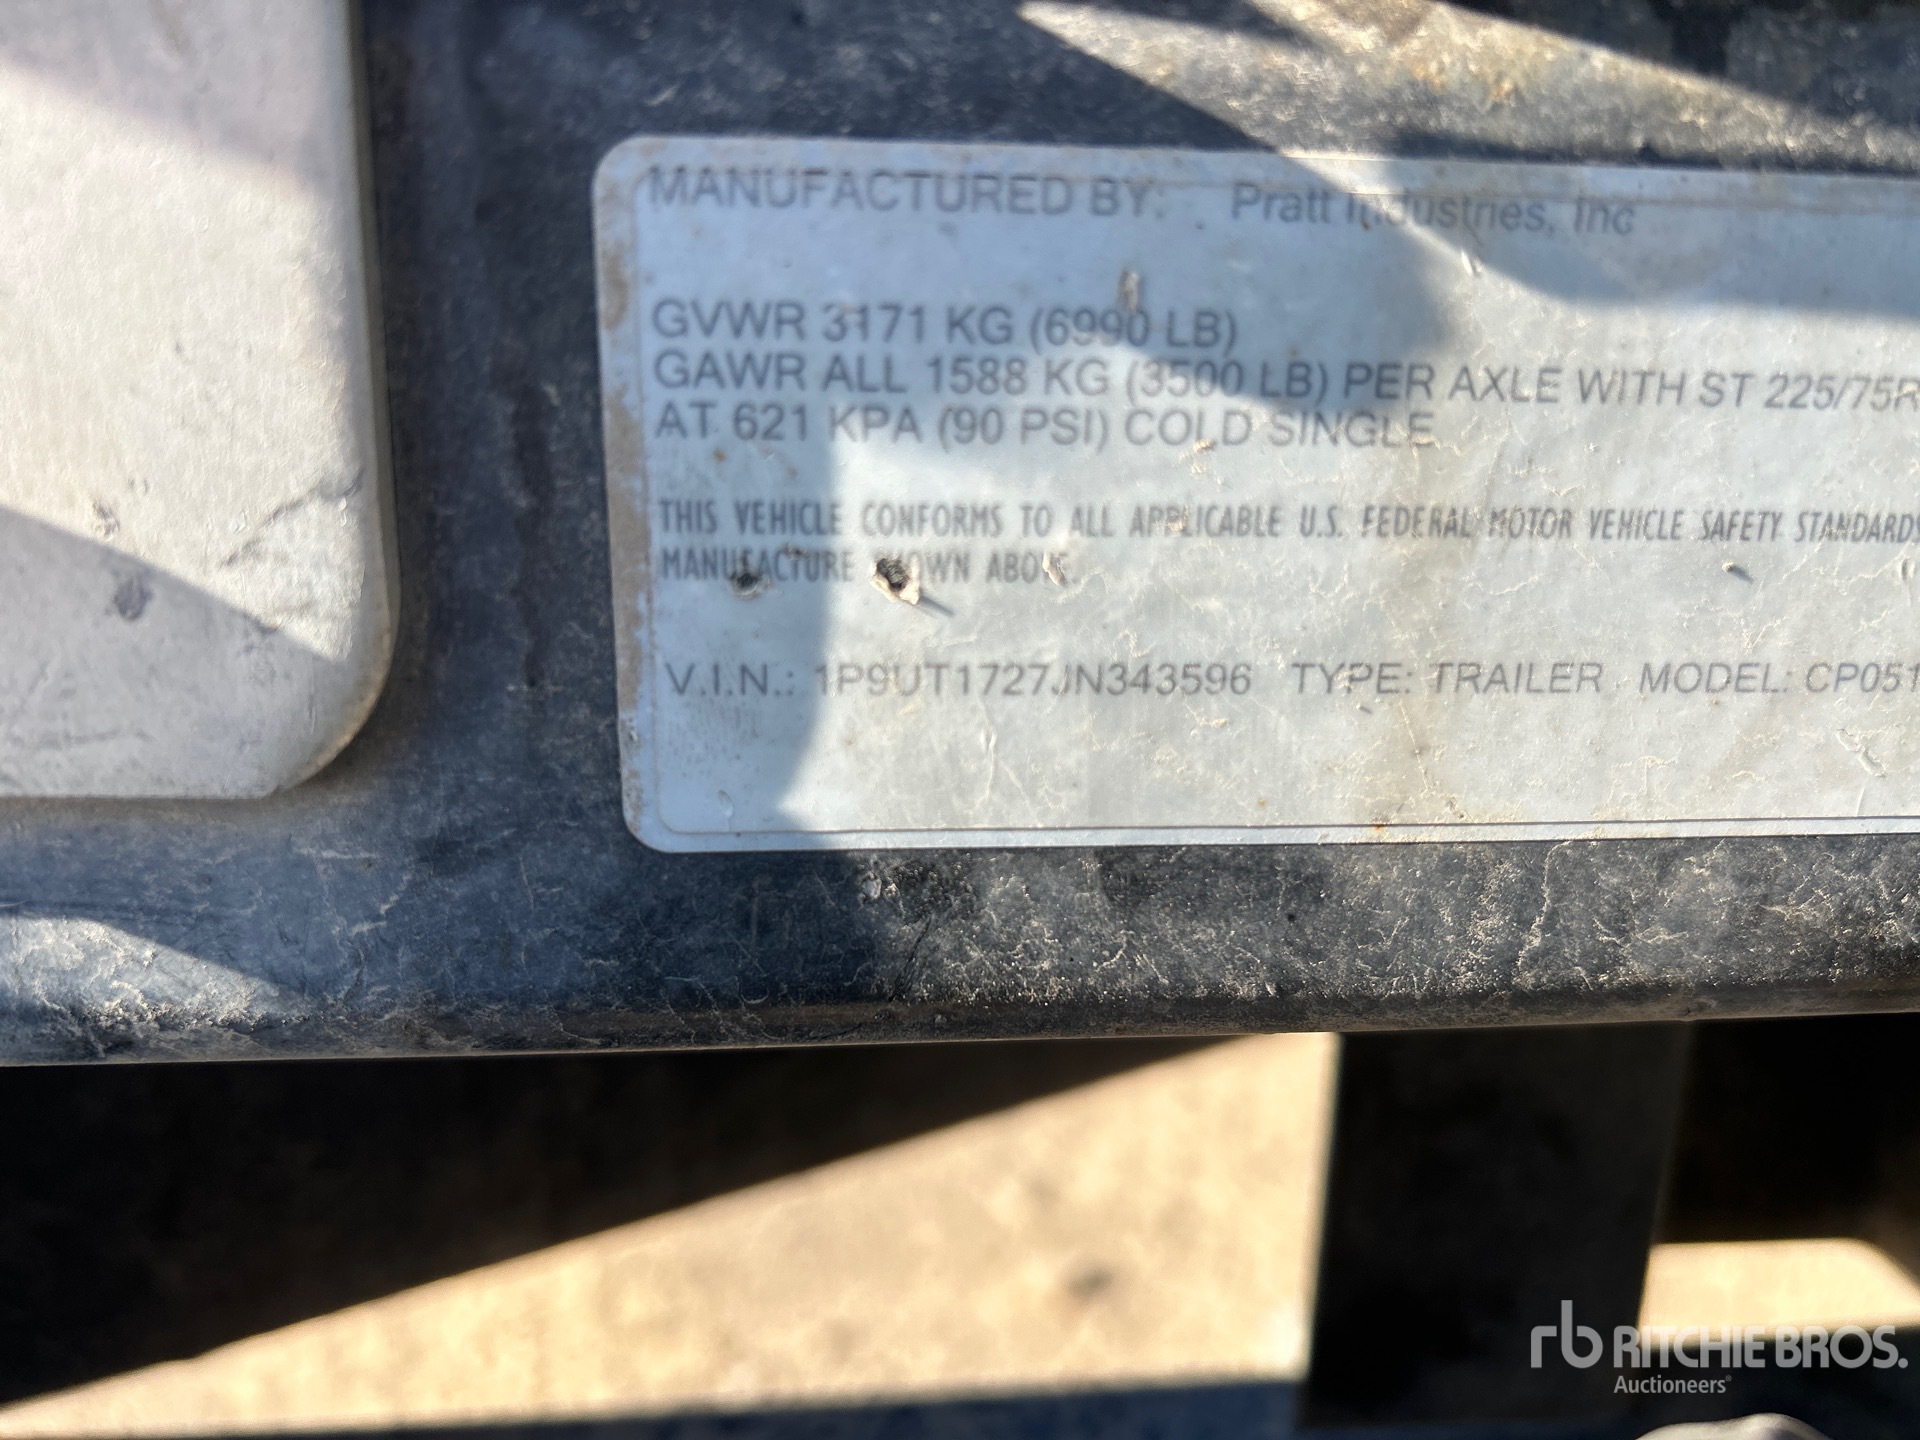 MANUFACTURED BY: Pratt Industries, Inc
GVWR 3171 KG (6990 LB)
GAWR ALL 1588 KG (3500 LB) PER AXLE WITH ST 225/75R
AT 621 KPA (90 PSI) COLD SINGLE
THIS VEHICLE CONFORMS TO ALL APPLICABLE U.S. FEDERAL MOTOR VEHICLE SAFETY STANDARDS
MANUFACTURE SHOWN ABOVE.
V.I.N.: 1P9UT1727JN343596 TYPE: TRAILER MODEL: CP051
rb RITCHIE BROS.
Auctioneers